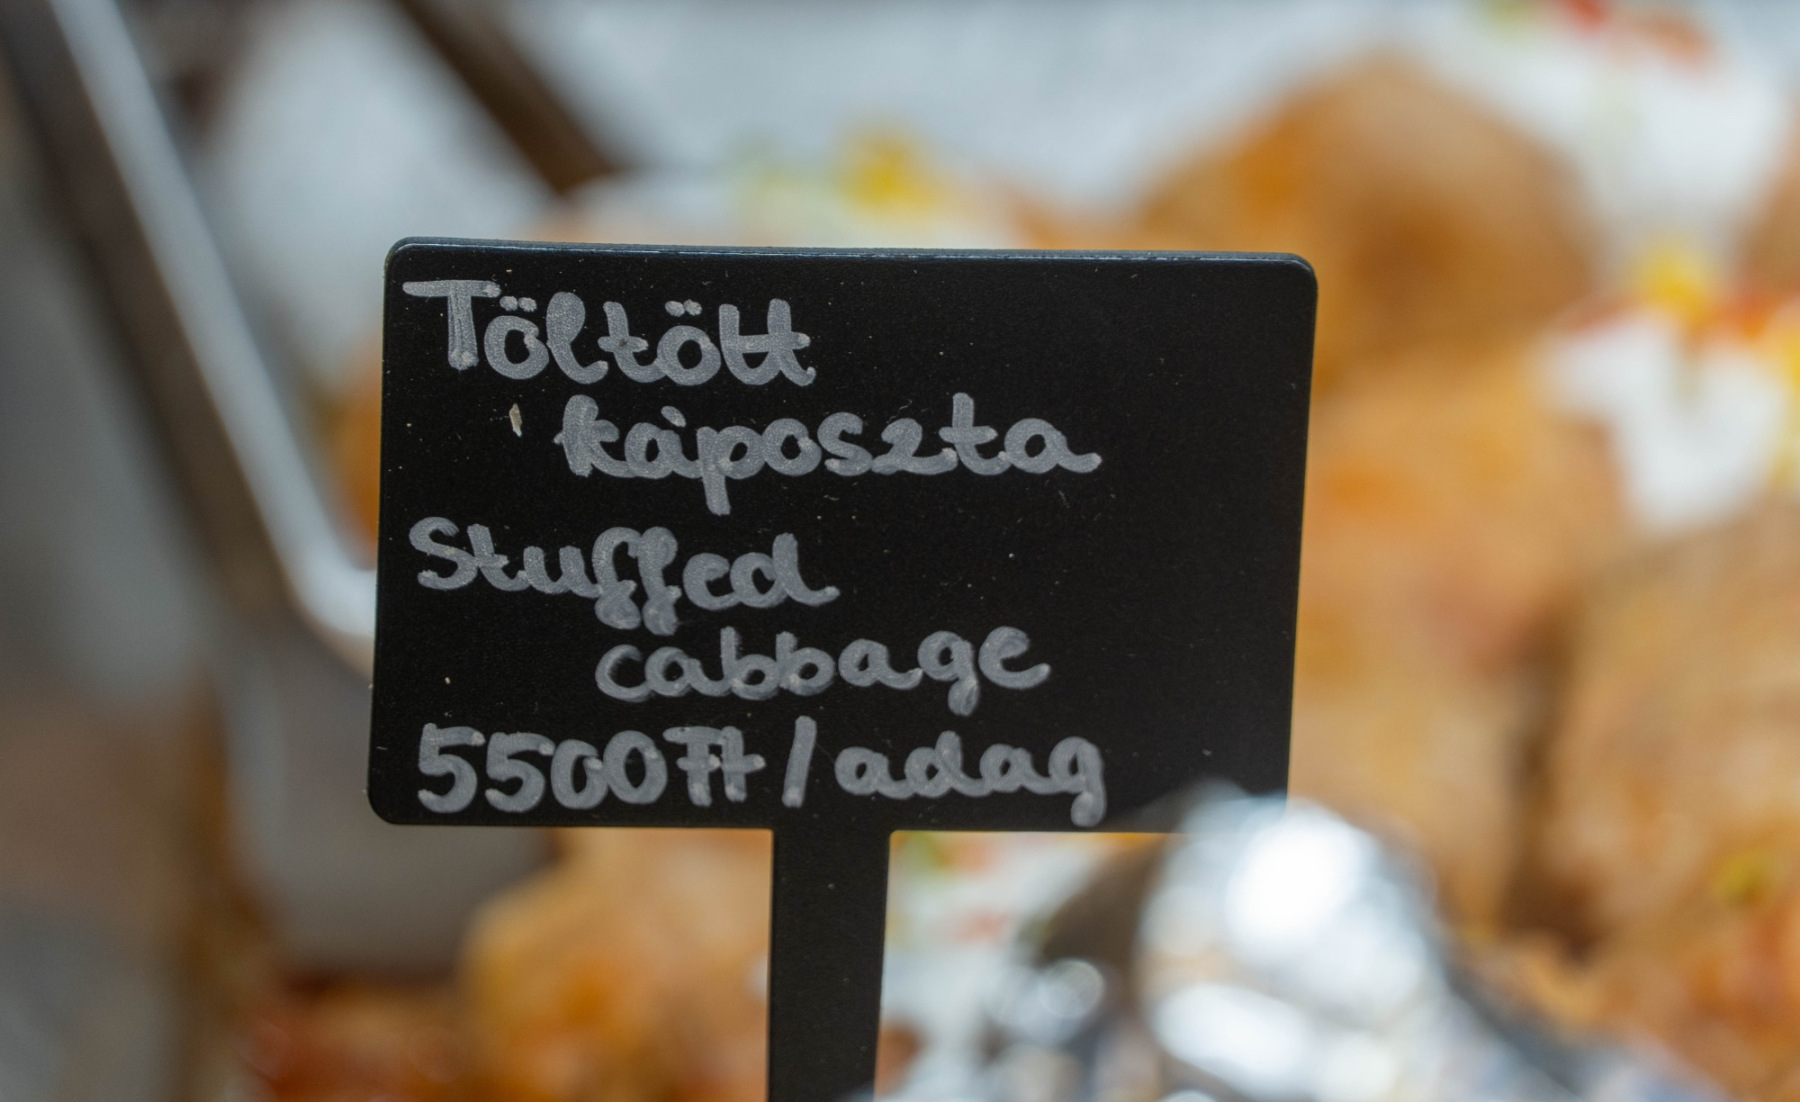 Töltött
káposzta
Stuffed
cabbage
5500Ft/adag